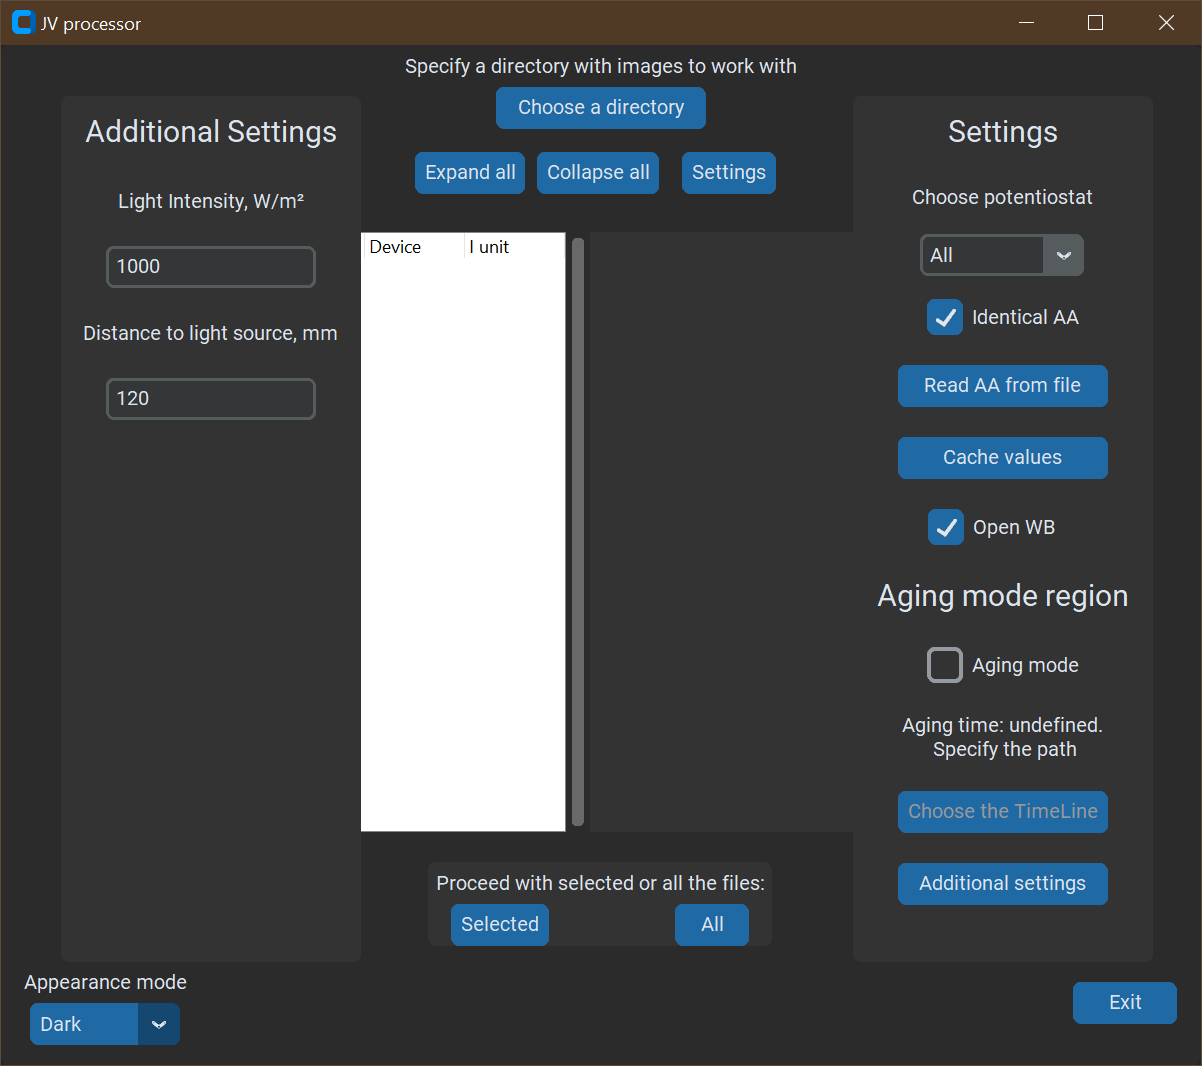 JV processor
Specify a directory with images to work with
Choose a directory
Expand all
Collapse all
Settings
Additional Settings
Light Intensity, W/m²
1000
Distance to light source, mm
120
Device
I unit
Settings
Choose potentiostat
All
Identical AA
Read AA from file
Cache values
Open WB
Aging mode region
Aging mode
Aging time: undefined.
Specify the path
Choose the TimeLine
Additional settings
Proceed with selected or all the files:
Selected
All
Appearance mode
Dark
Exit